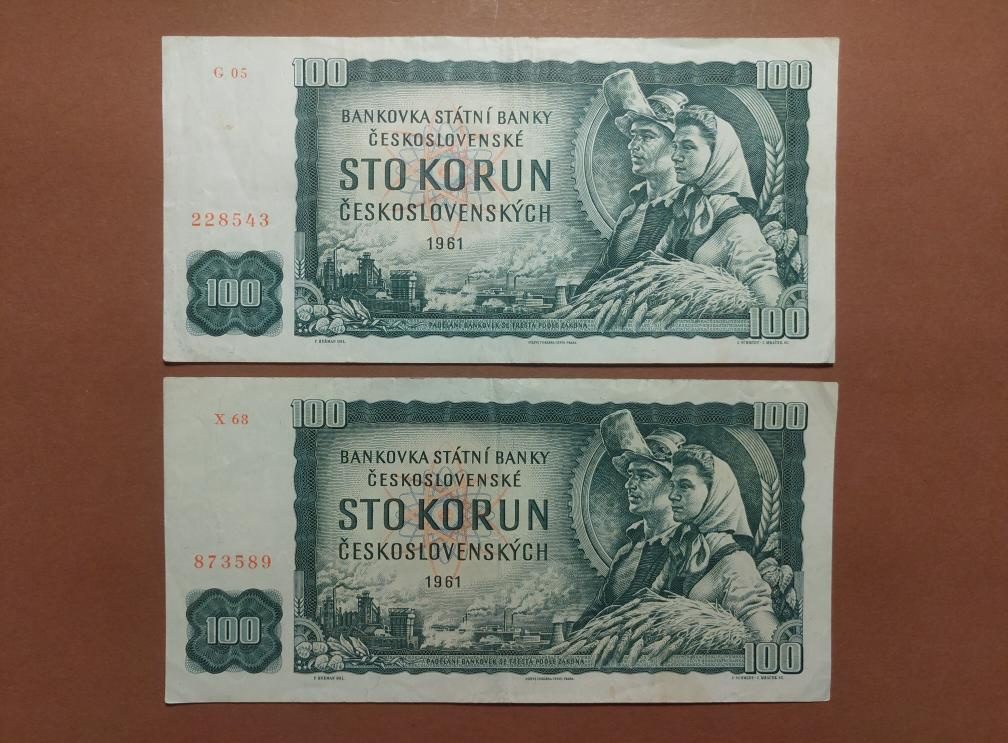 G 05
100
100
BANKOVKA STÁTNÍ BANKY
ČESKOSLOVENSKÉ
STO KORUN
ČESKOSLOVENSKÝCH
1961
228543
100
100
PADĚLÁNÍ BANKOVEK SE TRESTÁ PODLE ZÁKONA
X 68
100
100
BANKOVKA STÁTNÍ BANKY
ČESKOSLOVENSKÉ
STO KORUN
ČESKOSLOVENSKÝCH
1961
873589
100
100
PADĚLÁNÍ BANKOVEK SE TRESTÁ PODLE ZÁKONA